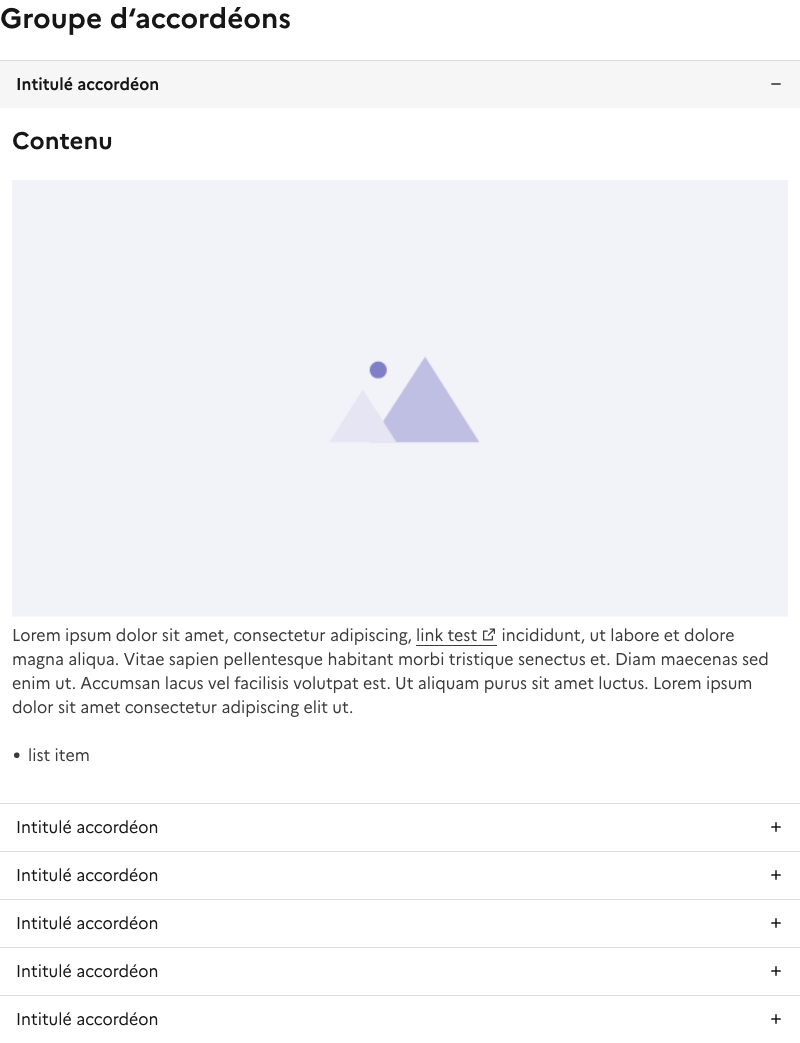 Groupe d‘accordéons
Intitulé accordéon −
Contenu
Lorem ipsum dolor sit amet, consectetur adipiscing, link test incididunt, ut labore et dolore
magna aliqua. Vitae sapien pellentesque habitant morbi tristique senectus et. Diam maecenas sed
enim ut. Accumsan lacus vel facilisis volutpat est. Ut aliquam purus sit amet luctus. Lorem ipsum
dolor sit amet consectetur adipiscing elit ut.
• list item
Intitulé accordéon +
Intitulé accordéon +
Intitulé accordéon +
Intitulé accordéon +
Intitulé accordéon +